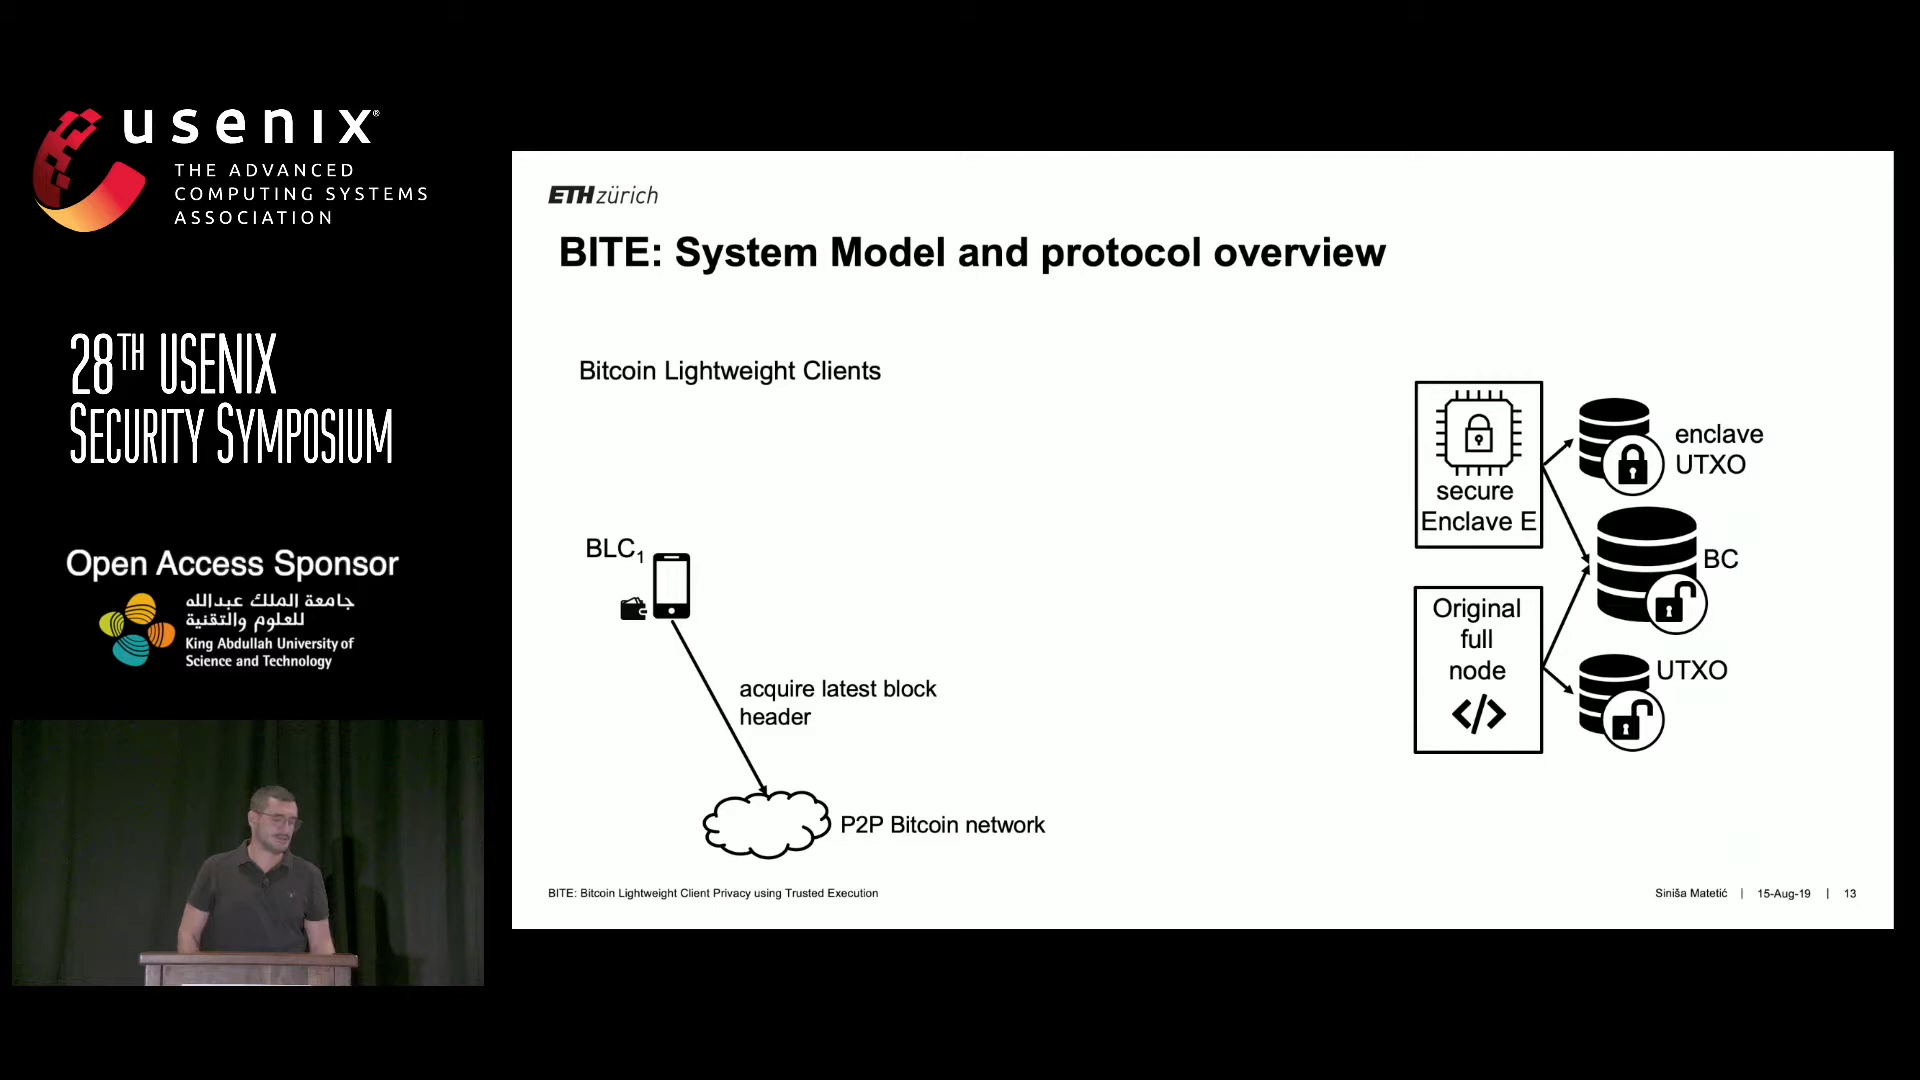 usenix®
THE ADVANCED
COMPUTING SYSTEMS
ASSOCIATION
28TH USENIX
SECURITY SYMPOSIUM
Open Access Sponsor
جامعة الملك عبدالله
للعلوم والتقنية
King Abdullah University of
Science and Technology
ETH zürich
BITE: System Model and protocol overview
Bitcoin Lightweight Clients
BLC1
acquire latest block
header
P2P Bitcoin network
secure
Enclave E
enclave
UTXO
BC
Original
full
node
</>
UTXO
BITE: Bitcoin Lightweight Client Privacy using Trusted Execution
Siniša Matetić | 15-Aug-19 | 13